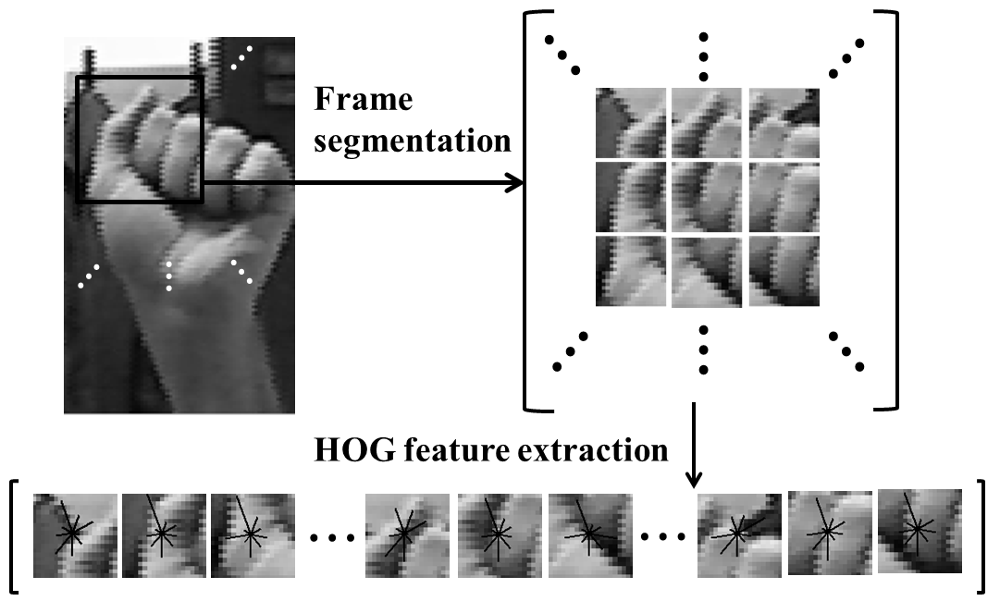 Frame
segmentation
HOG feature extraction